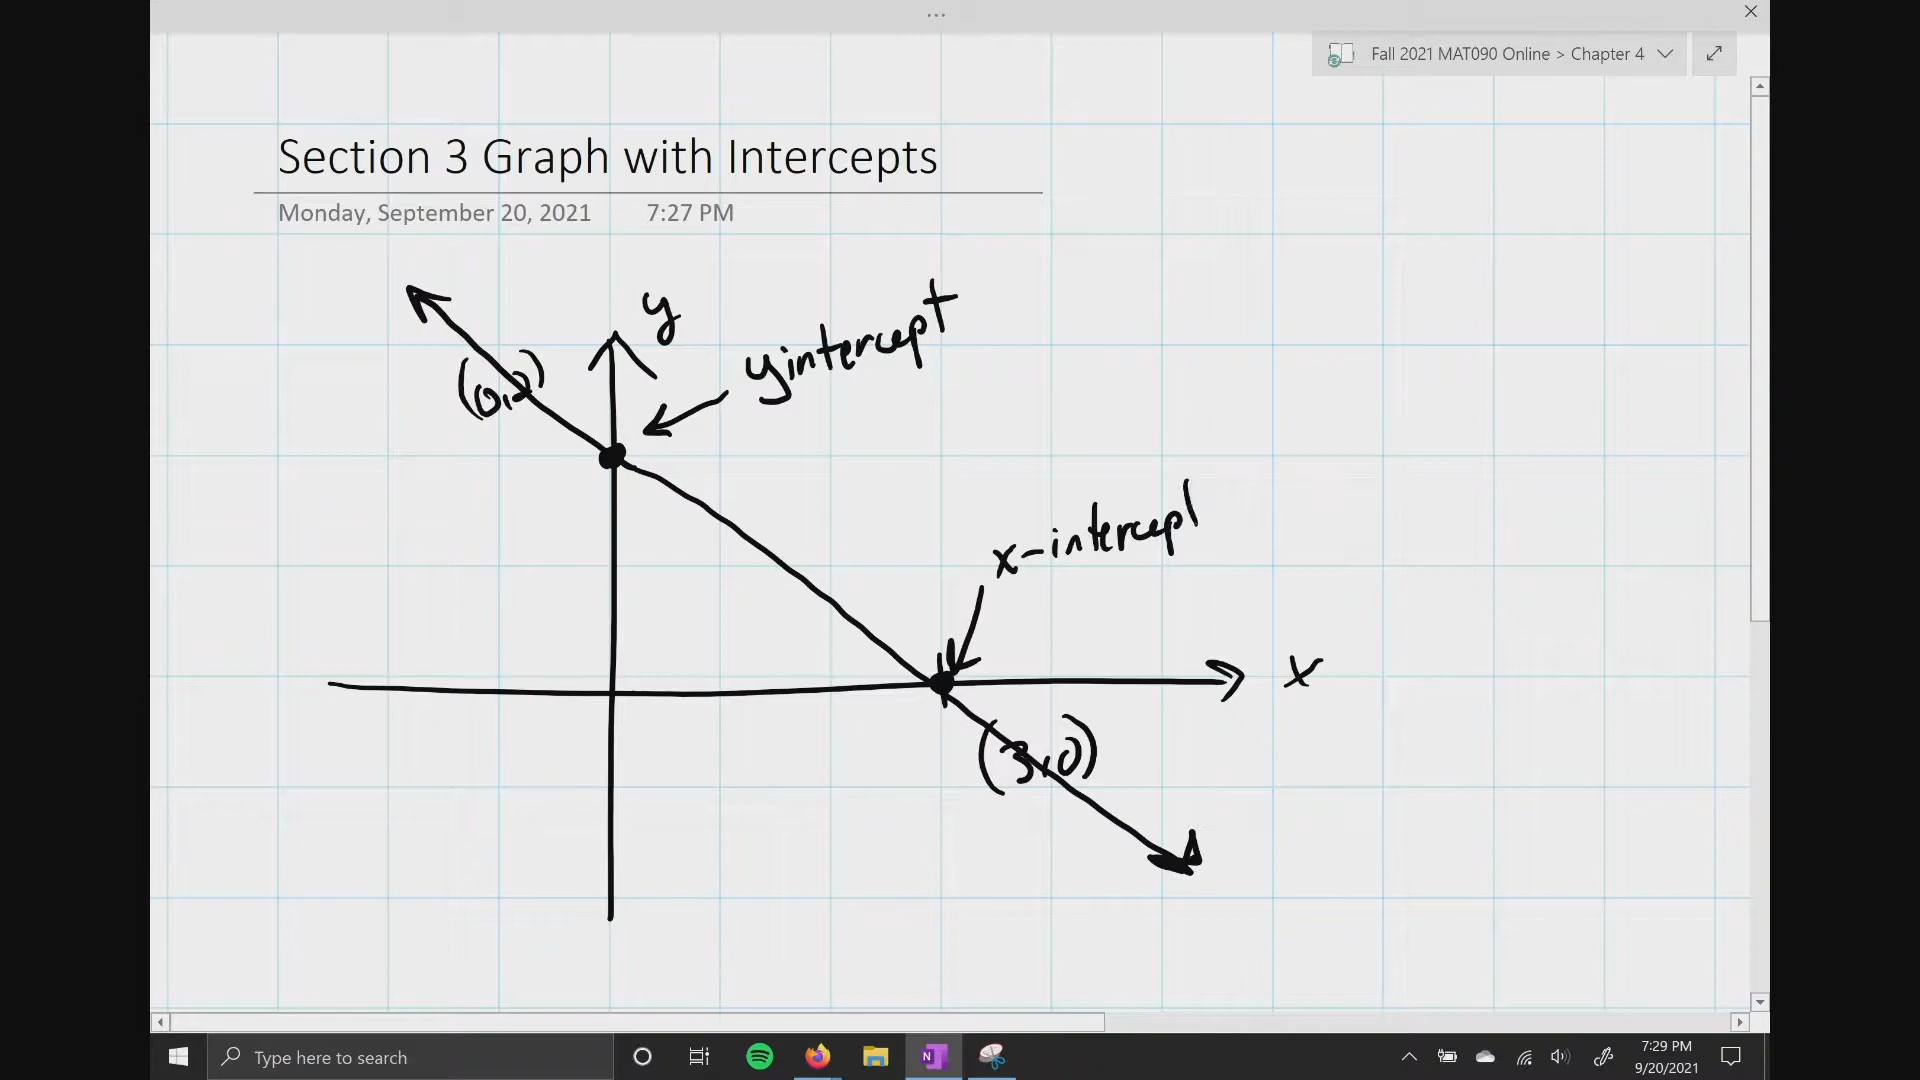 ...
Fall 2021 MAT090 Online > Chapter 4
Section 3 Graph with Intercepts
Monday, September 20, 2021 7:27 PM
y
y intercept
(0,2)
x-intercept
x
(3,0)
Type here to search
N
7:29 PM
9/20/2021